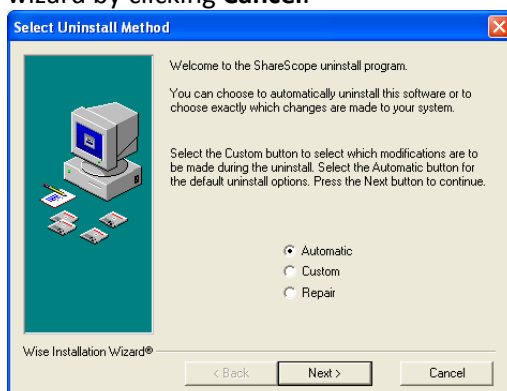 wizard by clicking Cancel.
Select Uninstall Method
Welcome to the ShareScope uninstall program.
You can choose to automatically uninstall this software or to
choose exactly which changes are made to your system.
Select the Custom button to select which modifications are to
be made during the uninstall. Select the Automatic button for
the default uninstall options. Press the Next button to continue.
Automatic
Custom
Repair
Wise Installation Wizard®
< Back
Next >
Cancel